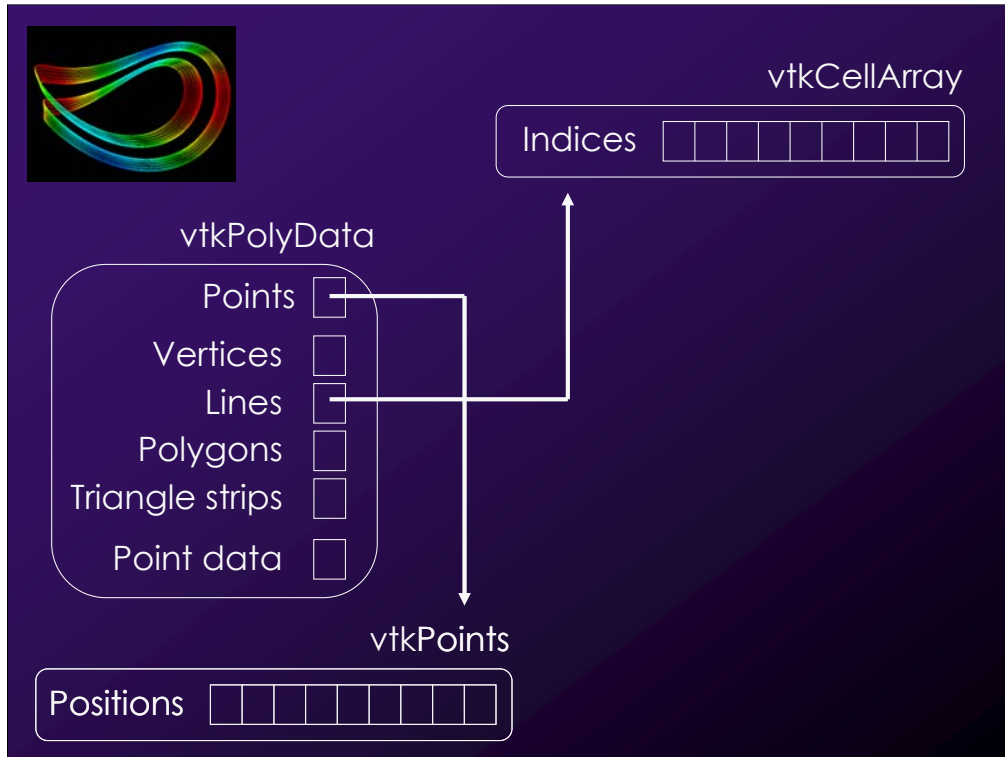 vtkCellArray
Indices
vtkPolyData
Points
Vertices
Lines
Polygons
Triangle strips
Point data
vtkPoints
Positions